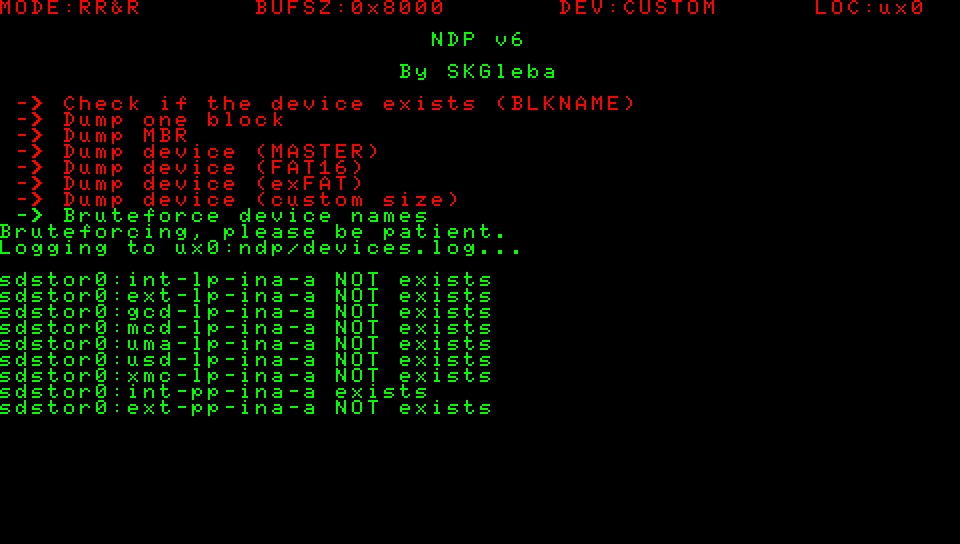 MODE:RR&R BUFSZ:0x8000 DEV:CUSTOM LOC:ux0
NDP v6
By SKGleba
-> Check if the device exists (BLKNAME)
-> Dump one block
-> Dump MBR
-> Dump device (MASTER)
-> Dump device (FAT16)
-> Dump device (exFAT)
-> Dump device (custom size)
-> Bruteforce device names
Bruteforcing, please be patient.
Logging to ux0:ndp/devices.log...
sdstor0:int-lp-ina-a NOT exists
sdstor0:ext-lp-ina-a NOT exists
sdstor0:gcd-lp-ina-a NOT exists
sdstor0:mcd-lp-ina-a NOT exists
sdstor0:uma-lp-ina-a NOT exists
sdstor0:usd-lp-ina-a NOT exists
sdstor0:xmc-lp-ina-a NOT exists
sdstor0:int-pp-ina-a exists
sdstor0:ext-pp-ina-a NOT exists